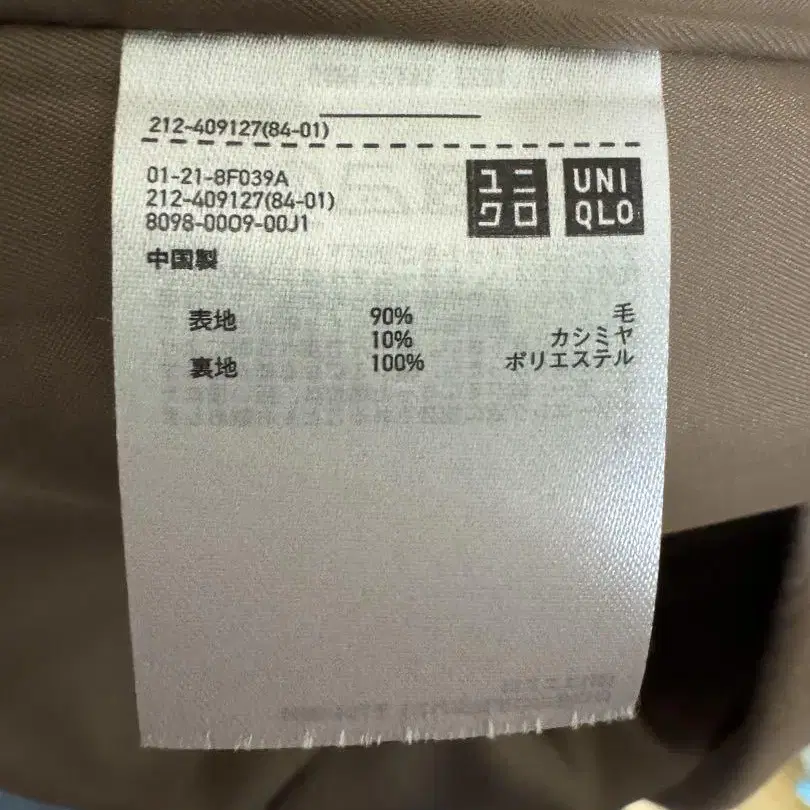 212-409127(84-01)
01-21-8F039A
212-409127(84-01)
8098-0009-00J1
ユニ
クロ
UNI
QLO
中国製
表地 90% 毛
10% カシミヤ
裏地 100% ポリエステル